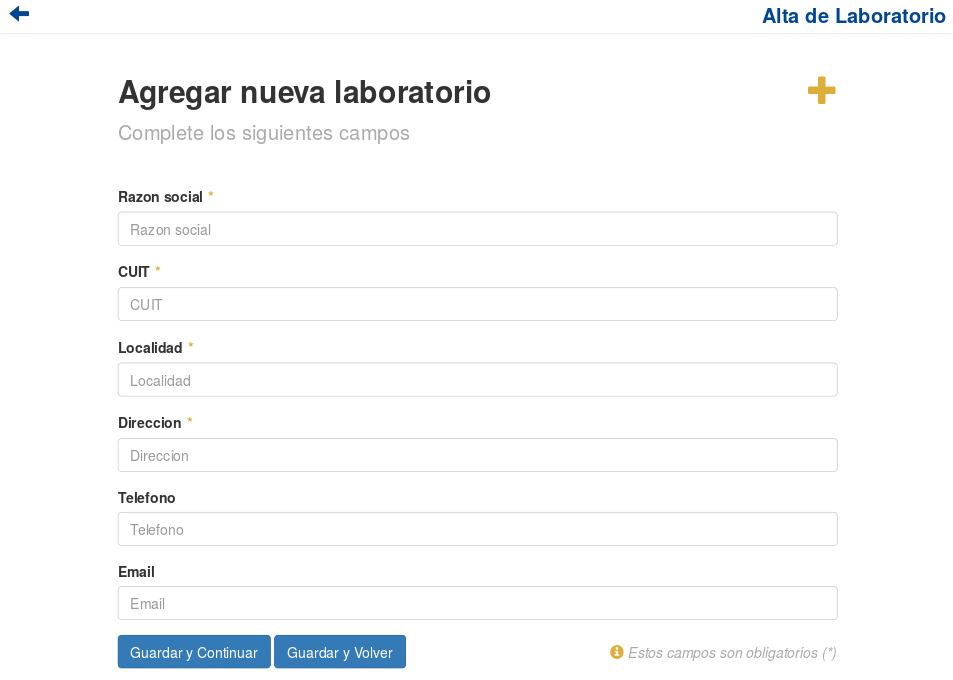 Alta de Laboratorio
Agregar nueva laboratorio
Complete los siguientes campos
Razon social *
Razon social
CUIT *
CUIT
Localidad *
Localidad
Direccion *
Direccion
Telefono
Telefono
Email
Email
Guardar y Continuar Guardar y Volver Estos campos son obligatorios (*)